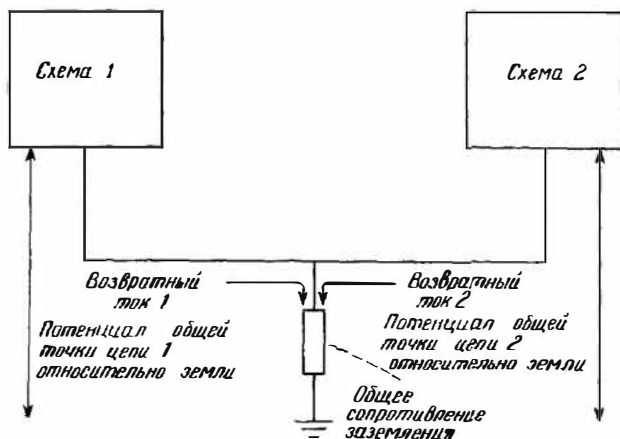 Схема 1
Схема 2
Возвратный
ток 1
Возвратный
ток 2
Потенциал общей
точки цепи 1
относительно земли
Потенциал общей
точки цепи 2
относительно земли
Общее
сопротивление
заземления